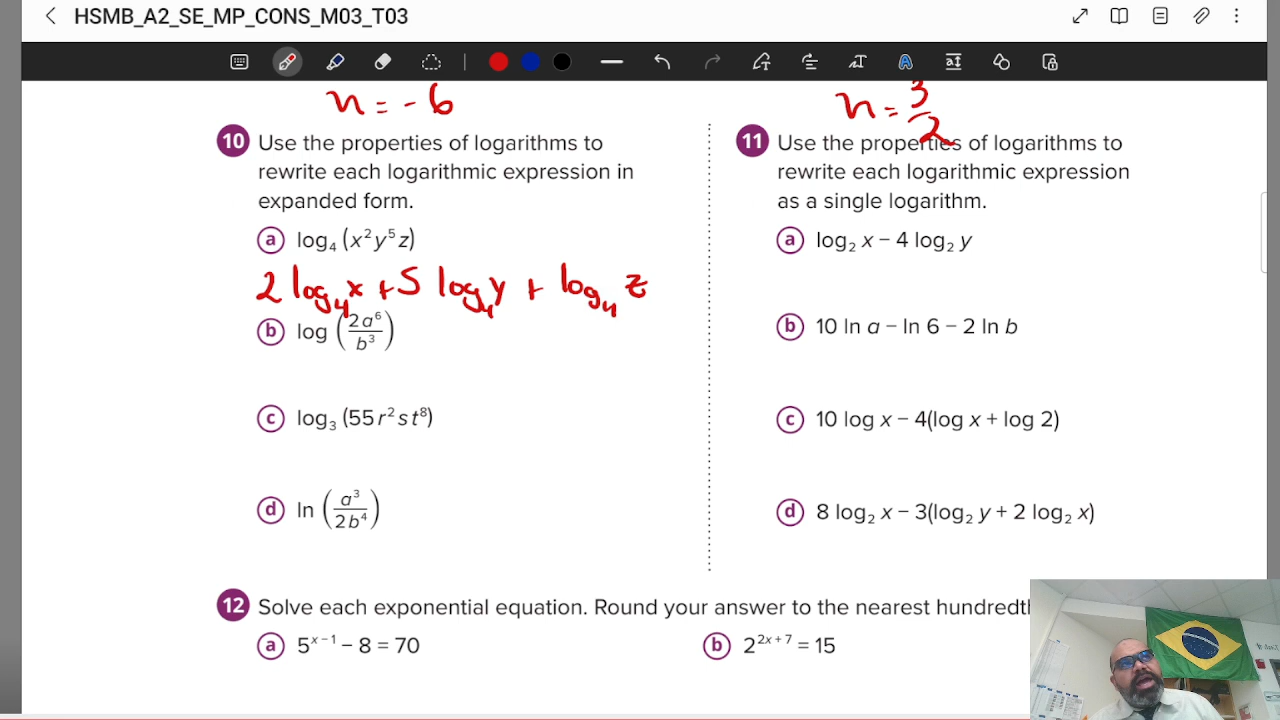 HSMB_A2_SE_MP_CONS_M03_T03
n = -6
n = 3/2
10 Use the properties of logarithms to
rewrite each logarithmic expression in
expanded form.
a log₄ (x²y⁵z)
2 log₄x + 5 log₄y + log₄ z
b log (2a⁶/b³)
c log₃ (55r²st⁸)
d ln (a³/2b⁴)
11 Use the properties of logarithms to
rewrite each logarithmic expression
as a single logarithm.
a log₂ x − 4 log₂ y
b 10 ln a − ln 6 − 2 ln b
c 10 log x − 4(log x + log 2)
d 8 log₂ x − 3(log₂ y + 2 log₂ x)
12 Solve each exponential equation. Round your answer to the nearest hundredth
a 5ˣ⁻¹ − 8 = 70
b 2²ˣ⁺⁷ = 15